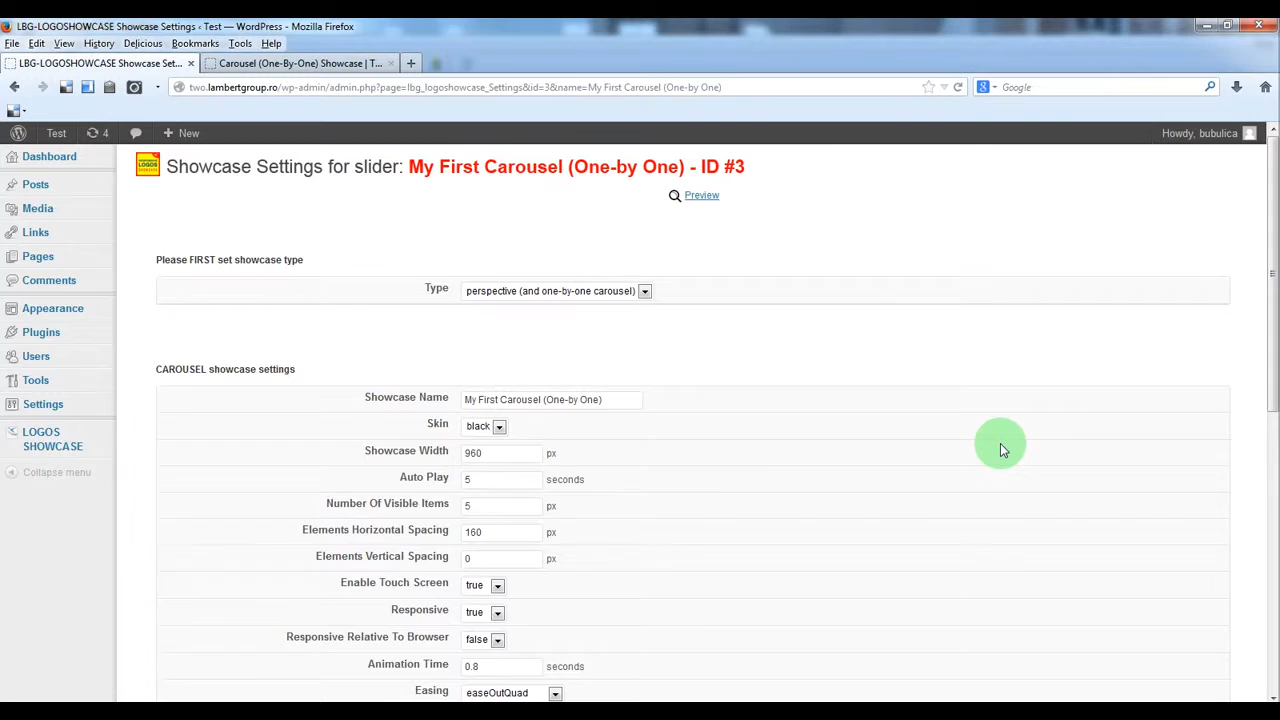 LBG-LOGOSHOWCASE Showcase Settings ‹ Test — WordPress - Mozilla Firefox
File Edit View History Delicious Bookmarks Tools Help
LBG-LOGOSHOWCASE Showcase Set... × Carousel (One-By-One) Showcase | T... × +
two.lambertgroup.ro/wp-admin/admin.php?page=lbg_logoshowcase_Settings&id=3&name=My First Carousel (One-by One) Google
Test 4 + New Howdy, bubulica
Dashboard
Posts
Media
Links
Pages
Comments
Appearance
Plugins
Users
Tools
Settings
LOGOS
SHOWCASE
Collapse menu
LOGOS
Showcase Settings for slider: My First Carousel (One-by One) - ID #3
Preview
Please FIRST set showcase type
Type perspective (and one-by-one carousel)
CAROUSEL showcase settings
Showcase Name My First Carousel (One-by One)
Skin black
Showcase Width 960 px
Auto Play 5 seconds
Number Of Visible Items 5 px
Elements Horizontal Spacing 160 px
Elements Vertical Spacing 0 px
Enable Touch Screen true
Responsive true
Responsive Relative To Browser false
Animation Time 0.8 seconds
Easing easeOutQuad